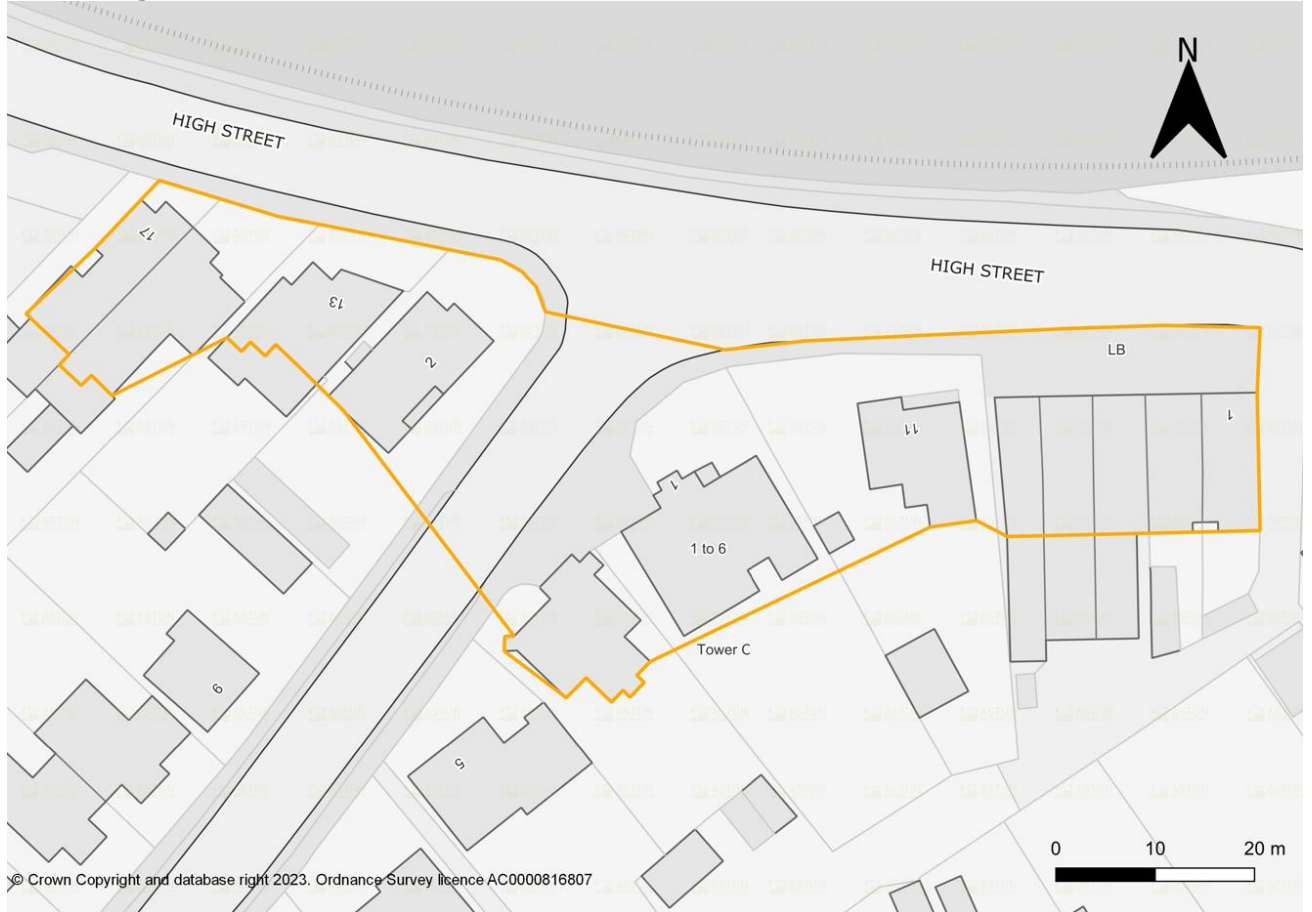 N
HIGH STREET
HIGH STREET
17
13
LB
2
1
11
1
1 to 6
Tower C
6
5
0 10 20 m
© Crown Copyright and database right 2023. Ordnance Survey licence AC0000816807